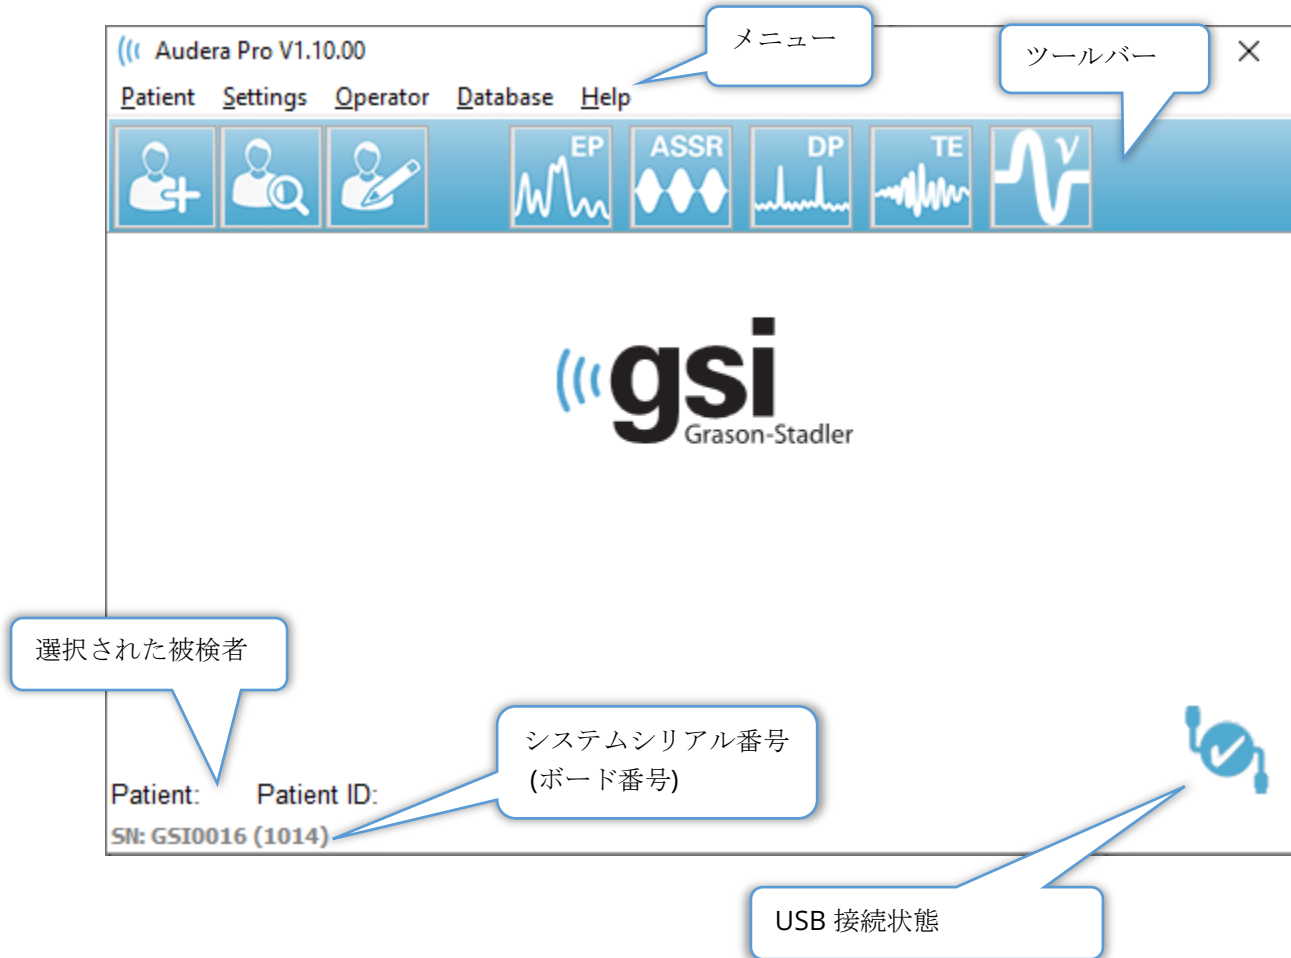 メニュー
ツールバー
Audera Pro V1.10.00
Patient Settings Operator Database Help
EP ASSR DP TE V
gsi
Grason-Stadler
選択された被検者
システムシリアル番号
(ボード番号)
Patient: Patient ID:
SN: GSI0016 (1014)
USB 接続状態